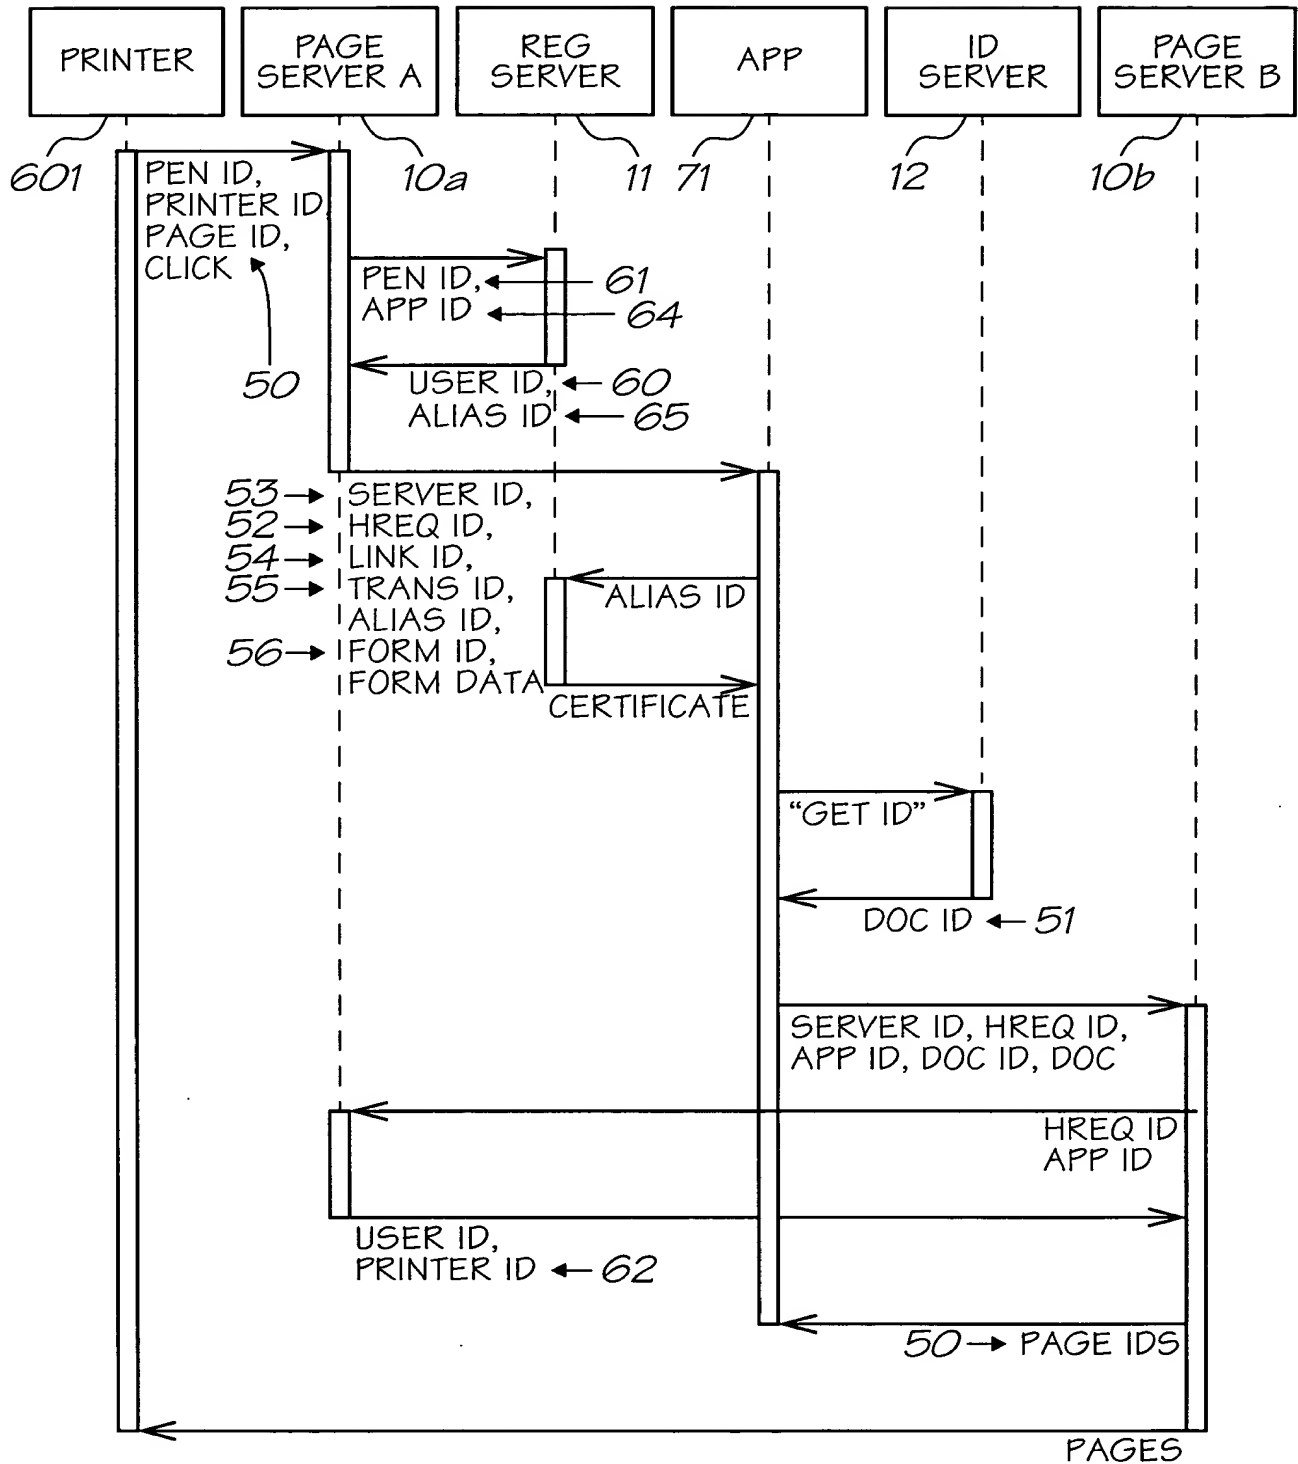 PRINTER
PAGE
SERVER A
REG
SERVER
APP
ID
SERVER
PAGE
SERVER B
601
10a
11
71
12
10b
PEN ID,
PRINTER ID
PAGE ID,
CLICK
50
PEN ID, 61
APP ID 64
USER ID, 60
ALIAS ID 65
53 SERVER ID,
52 HREQ ID,
54 LINK ID,
55 TRANS ID,
ALIAS ID,
56 FORM ID,
FORM DATA
ALIAS ID
CERTIFICATE
“GET ID”
DOC ID 51
SERVER ID, HREQ ID,
APP ID, DOC ID, DOC
HREQ ID
APP ID
USER ID,
PRINTER ID 62
50 PAGE IDS
PAGES